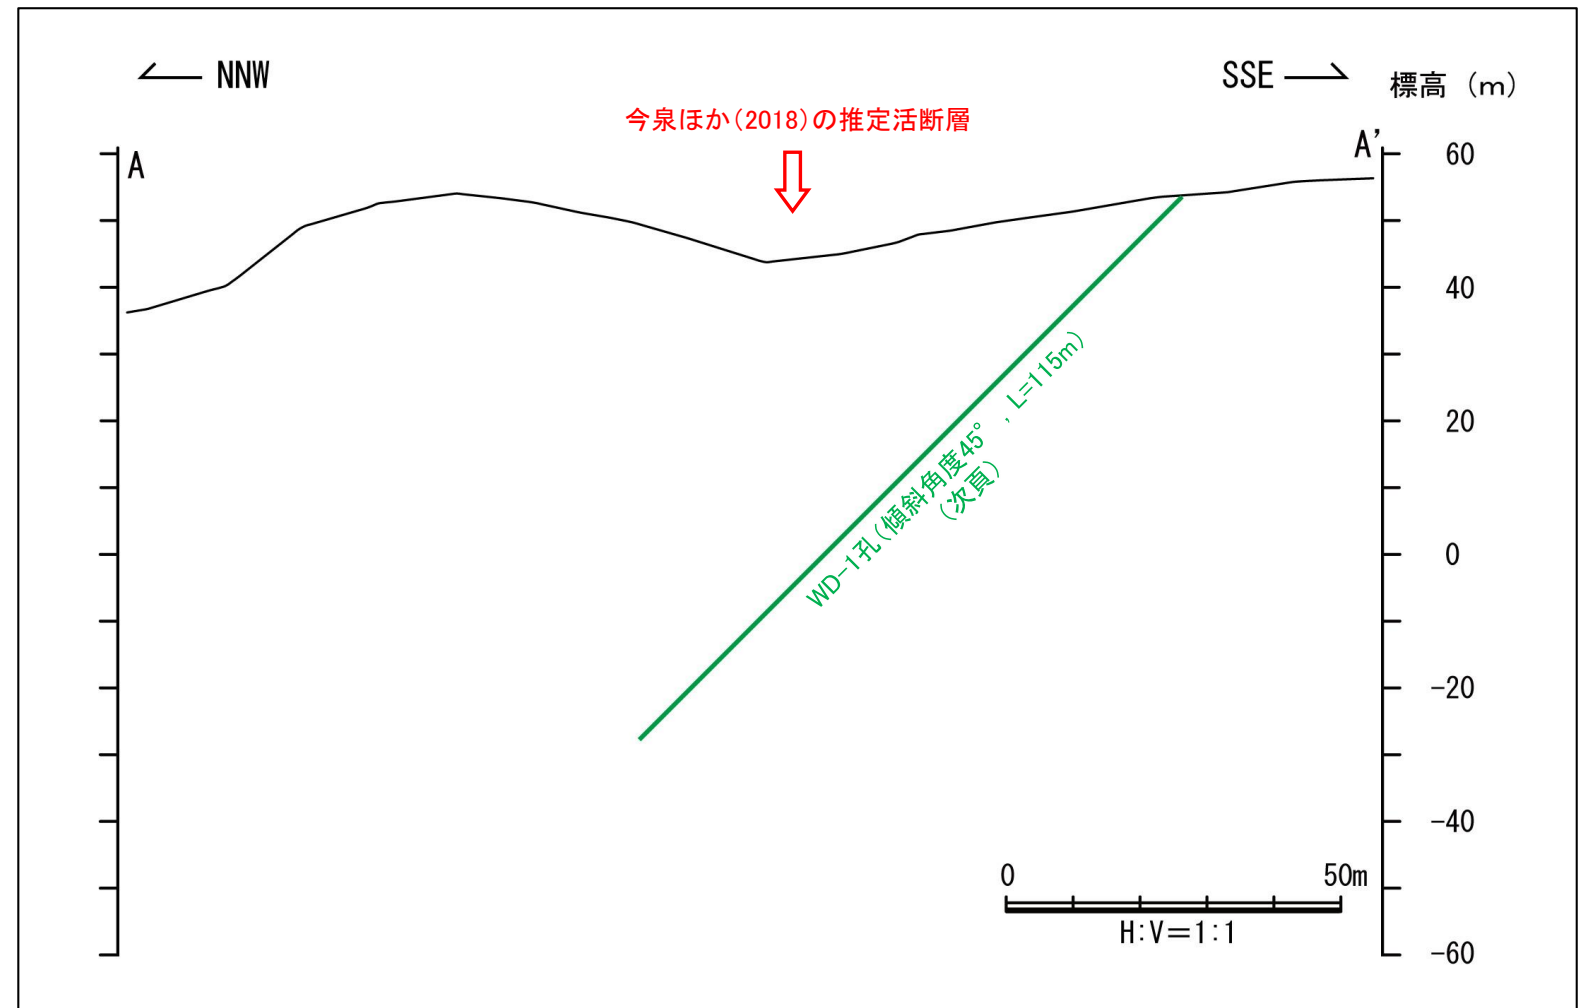 NNW
SSE
標高（m）
今泉ほか（2018）の推定活断層
A
A’
60
40
20
0
-20
-40
-60
WD-1孔（傾斜角度45°，L=115m）
（次頁）
0 50m
H:V=1:1